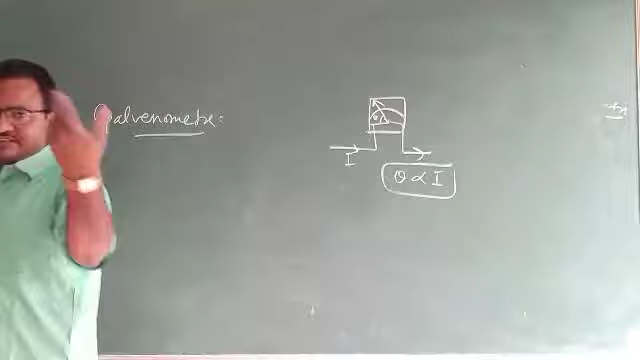 Galvenometer:
I
θ ∝ I